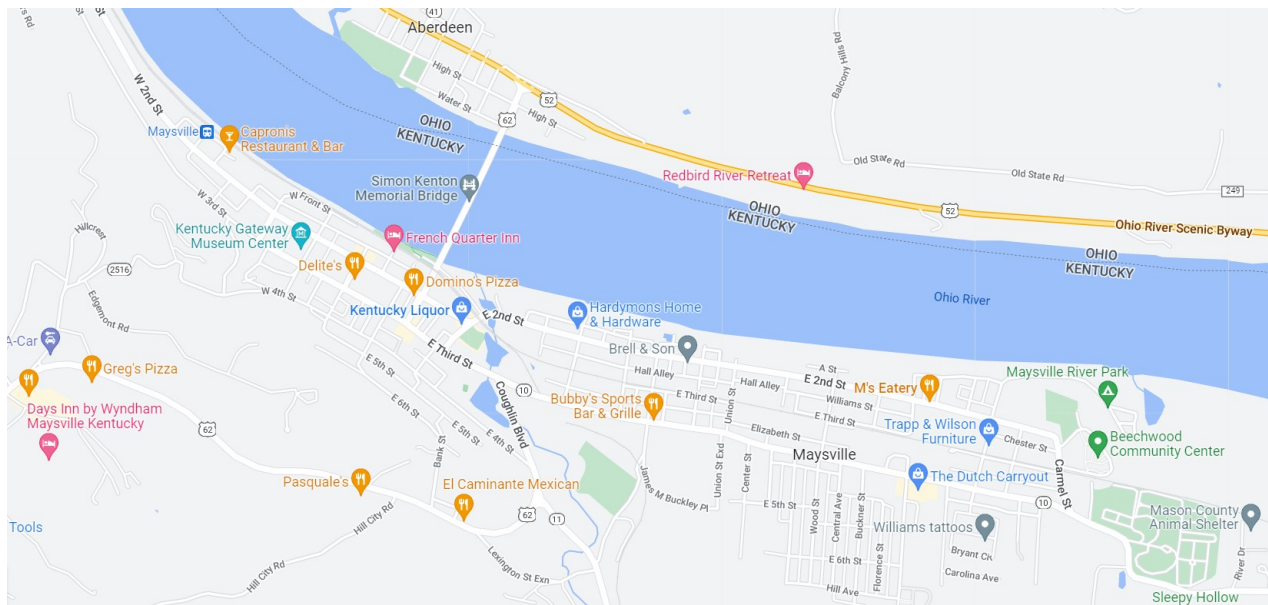 41
Aberdeen
St
High St
Water St
High St
52
62
OHIO
KENTUCKY
Balcony Hills Rd
W 2nd St
Maysville
Capronis
Restaurant & Bar
Old State Rd
Old State Rd
249
Redbird River Retreat
Simon Kenton
Memorial Bridge
W 3rd St
W Front St
OHIO
KENTUCKY
52
Ohio River Scenic Byway
Kentucky Gateway
Museum Center
French Quarter Inn
Hillcrest
2516
Delite's
Domino's Pizza
OHIO
KENTUCKY
Ohio River
W 4th St
Edgemont Rd
Kentucky Liquor
E 2nd St
Hardymons Home
& Hardware
A-Car
Greg's Pizza
E Third St
E 5th St
Brell & Son
Hall Alley
Hall Alley
A St
E 2nd St
M's Eatery
Maysville River Park
Days Inn by Wyndham
Maysville Kentucky
62
E 6th St
10
Coughlin Blvd
Bubby's Sports
Bar & Grille
E Third St
Union St
Williams St
E Third St
Trapp & Wilson
Furniture
Chester St
Beechwood
Community Center
E 5th St
E 4th St
Bank St
Elizabeth St
Maysville
Carmel St
Pasquale's
El Caminante Mexican
James M Buckley Pl
Union St Exd
Center St
The Dutch Carryout
10
Tools
Hill City Rd
62
11
E 5th St
Wood St
Central Ave
Buckner St
Florence St
Williams tattoos
Mason County
Animal Shelter
Hill City Rd
Lexington St Exn
E 6th St
Hill Ave
Bryant Cir
Carolina Ave
River Dr
Sleepy Hollow